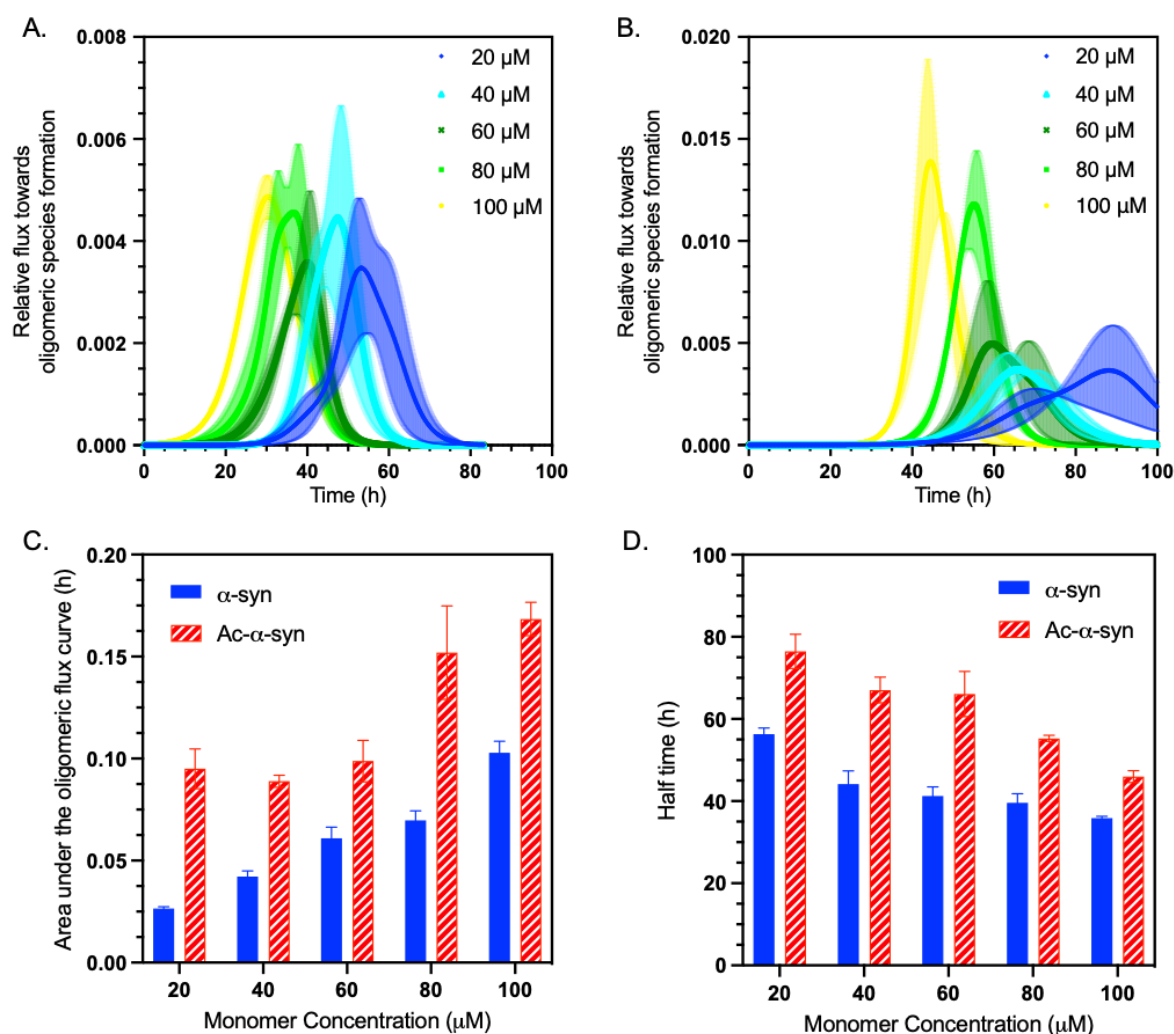 A.
0.008
0.006
0.004
0.002
0.000
0
20
40
60
80
100
Time (h)
Relative flux towards
oligomeric species formation
20 μM
40 μM
60 μM
80 μM
100 μM
B.
0.020
0.015
0.010
0.005
0.000
0
20
40
60
80
100
Time (h)
Relative flux towards
oligomeric species formation
20 μM
40 μM
60 μM
80 μM
100 μM
C.
0.20
0.15
0.10
0.05
0.00
20
40
60
80
100
Monomer Concentration (μM)
Area under the oligomeric flux curve (h)
α-syn
Ac-α-syn
D.
100
80
60
40
20
0
20
40
60
80
100
Monomer Concentration (μM)
Half time (h)
α-syn
Ac-α-syn